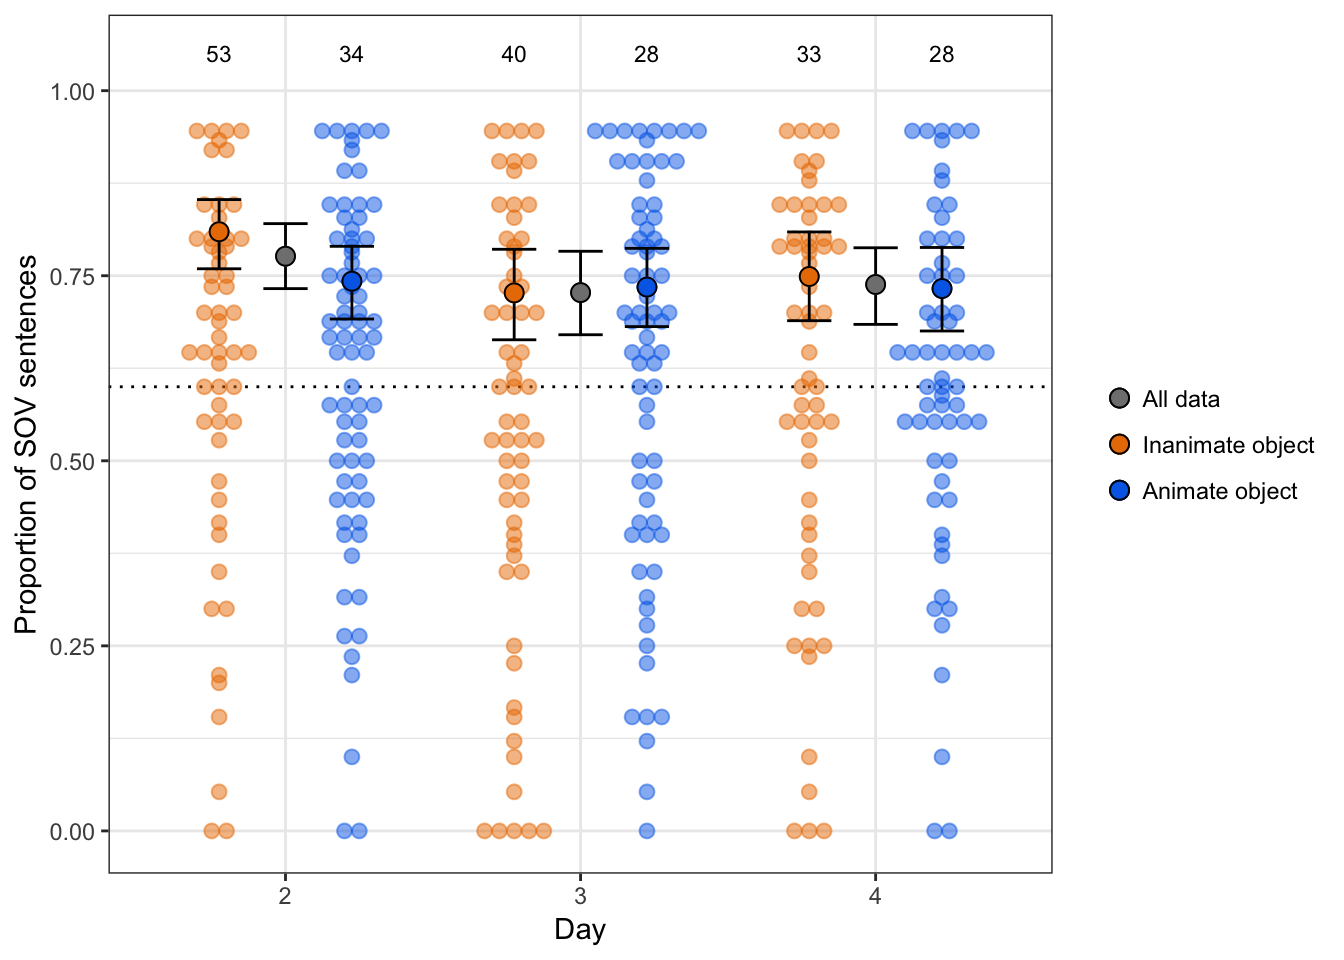 53 34 40 28 33 28
1.00
0.75
0.50
0.25
0.00
Proportion of SOV sentences
2 3 4
Day
All data
Inanimate object
Animate object